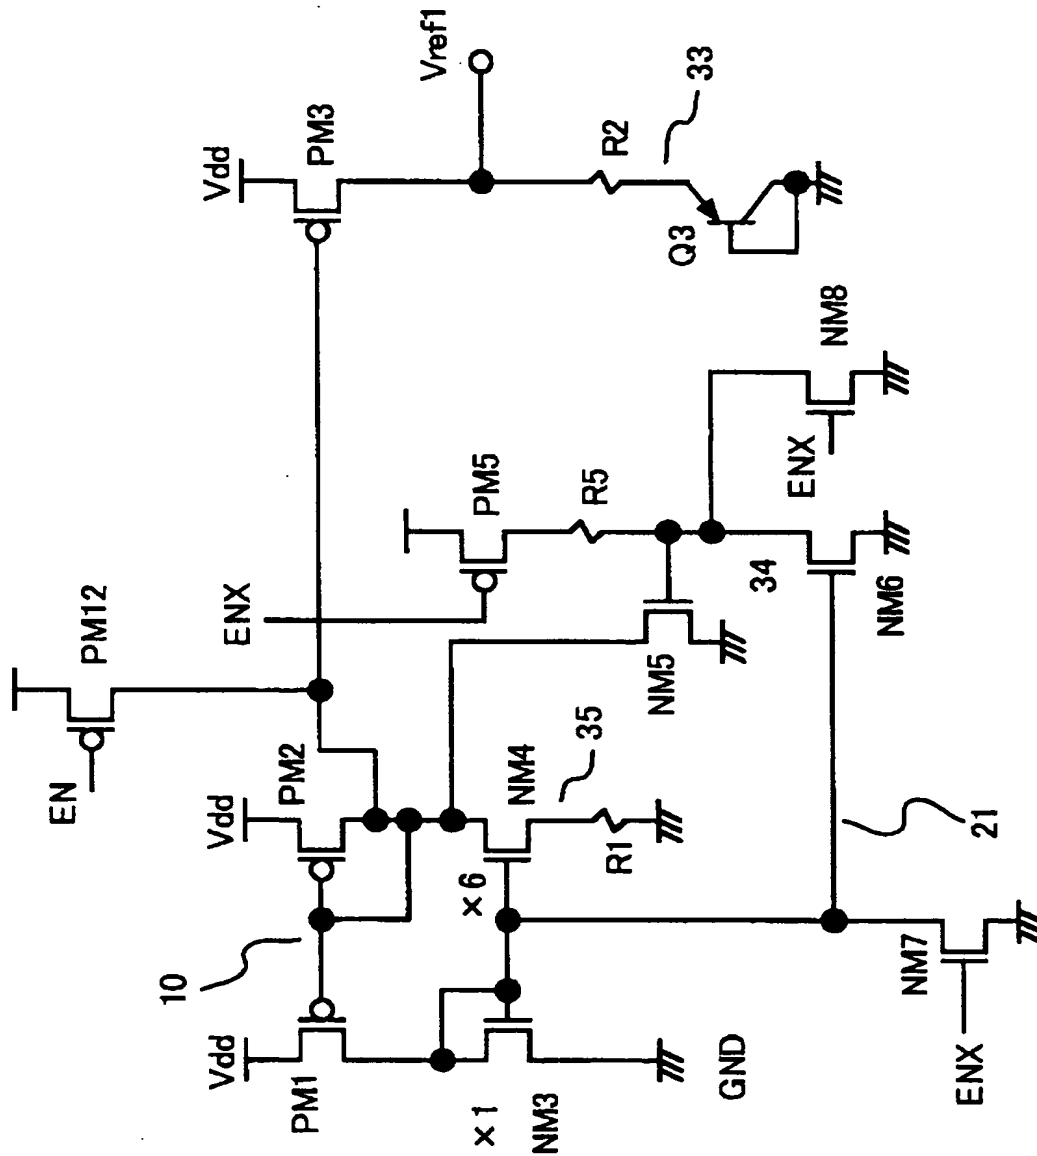 EN
PM12
ENX
Vdd
PM1
10
Vdd
PM2
PM5
Vdd
PM3
Vref1
×1
NM3
×6
NM4
R5
R2
33
GND
R1
35
NM5
34
NM6
ENX
NM8
Q3
ENX
NM7
21